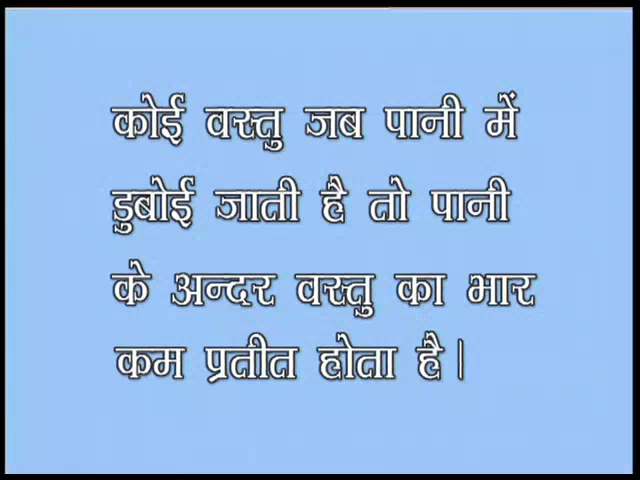 कोई वस्तु जब पानी में
डुबोई जाती है तो पानी
के अन्दर वस्तु का भार
कम प्रतीत होता है।